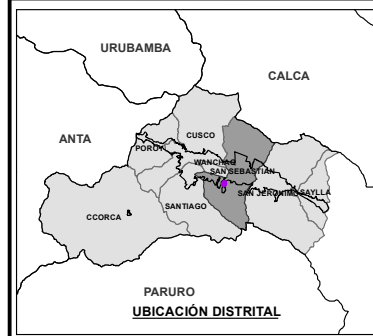 URUBAMBA
CALCA
ANTA
CUSCO
POROY
WANCHAQ
SAN SEBASTIAN
SAN JERONIMO
SAYLLA
CCORCA
SANTIAGO
PARURO
UBICACIÓN DISTRITAL